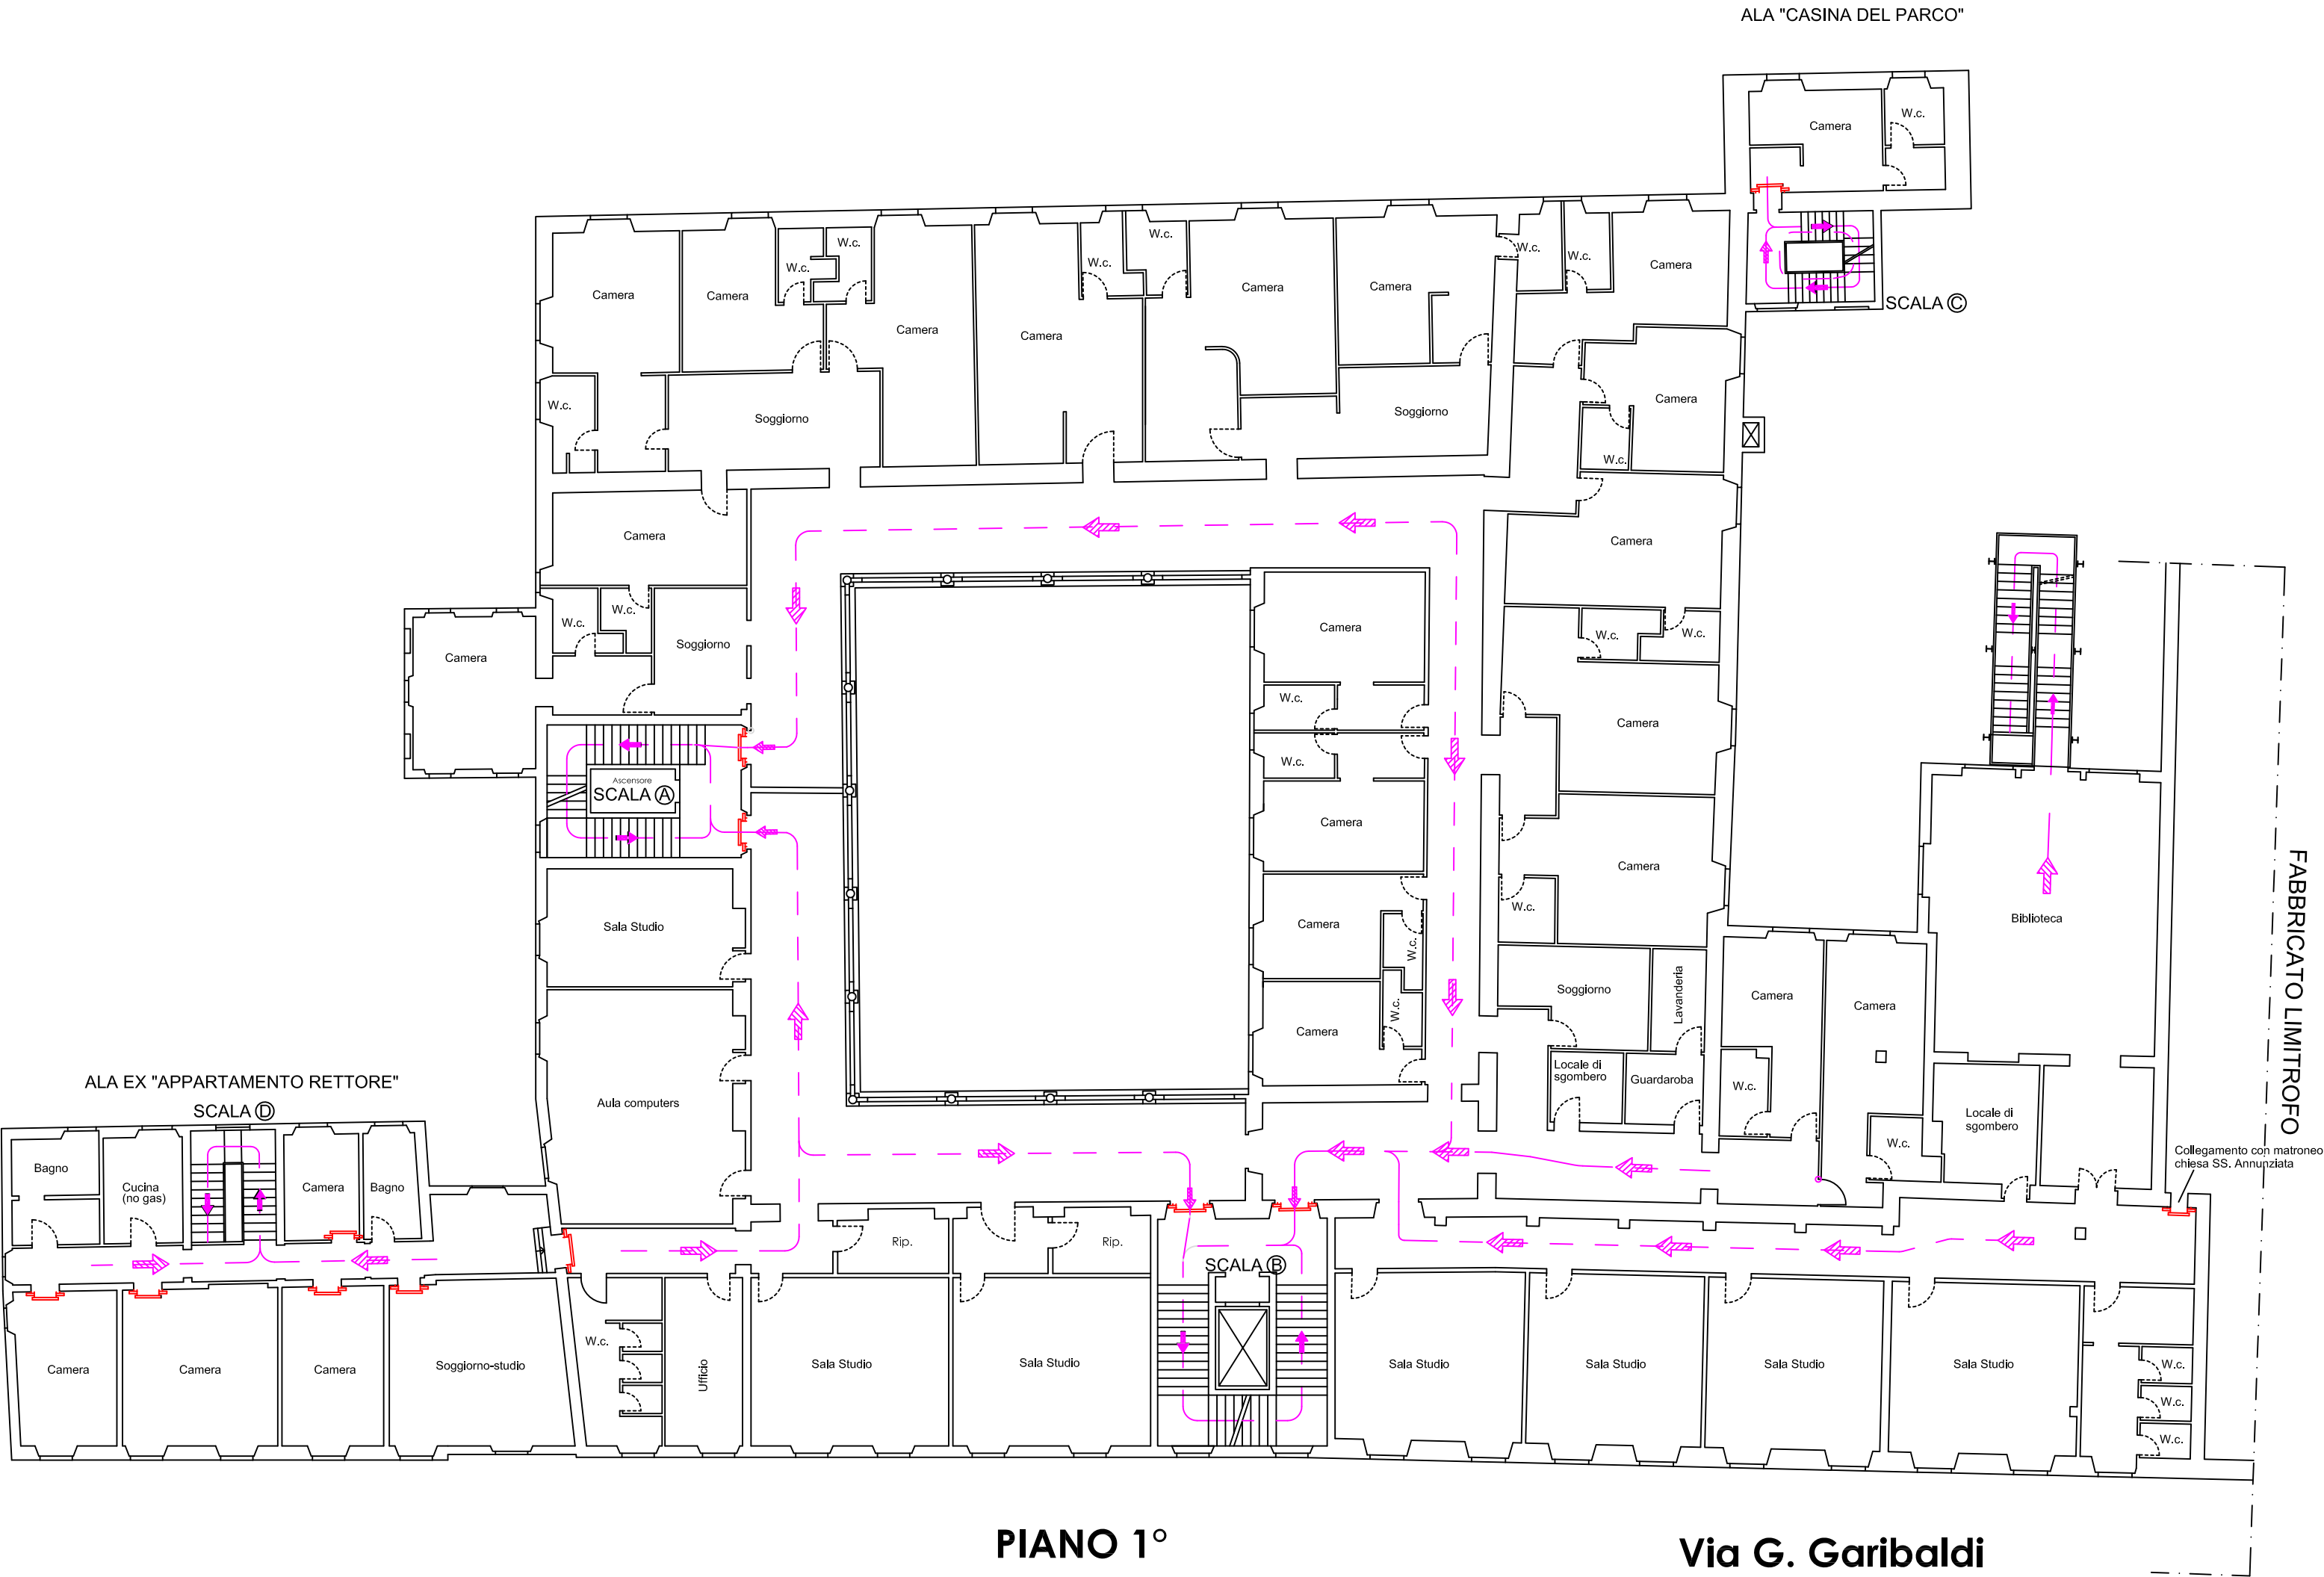 ALA "CASINA DEL PARCO"
Camera
W.c.
SCALA C
W.c.
W.c.
W.c.
W.c.
W.c.
W.c.
Camera
Camera
Camera
Camera
Camera
Camera
Camera
Camera
W.c.
Soggiorno
Soggiorno
W.c.
Camera
Camera
W.c.
W.c.
Soggiorno
Camera
Camera
W.c.
W.c.
W.c.
W.c.
Camera
Ascensore
SCALA A
Camera
Camera
W.c.
Sala Studio
Camera
W.c.
Biblioteca
FABBRICATO LIMITROFO
Soggiorno
Lavanderia
Camera
Camera
W.c.
Camera
Aula computers
Locale di
sgombero
Guardaroba
W.c.
Locale di
sgombero
W.c.
Collegamento con matroneo
chiesa SS. Annunziata
ALA EX "APPARTAMENTO RETTORE"
SCALA D
Bagno
Cucina
(no gas)
Camera
Bagno
Rip.
Rip.
SCALA B
Camera
Camera
Camera
Soggiorno-studio
W.c.
Ufficio
Sala Studio
Sala Studio
Sala Studio
Sala Studio
Sala Studio
Sala Studio
W.c.
W.c.
W.c.
PIANO 1°
Via G. Garibaldi